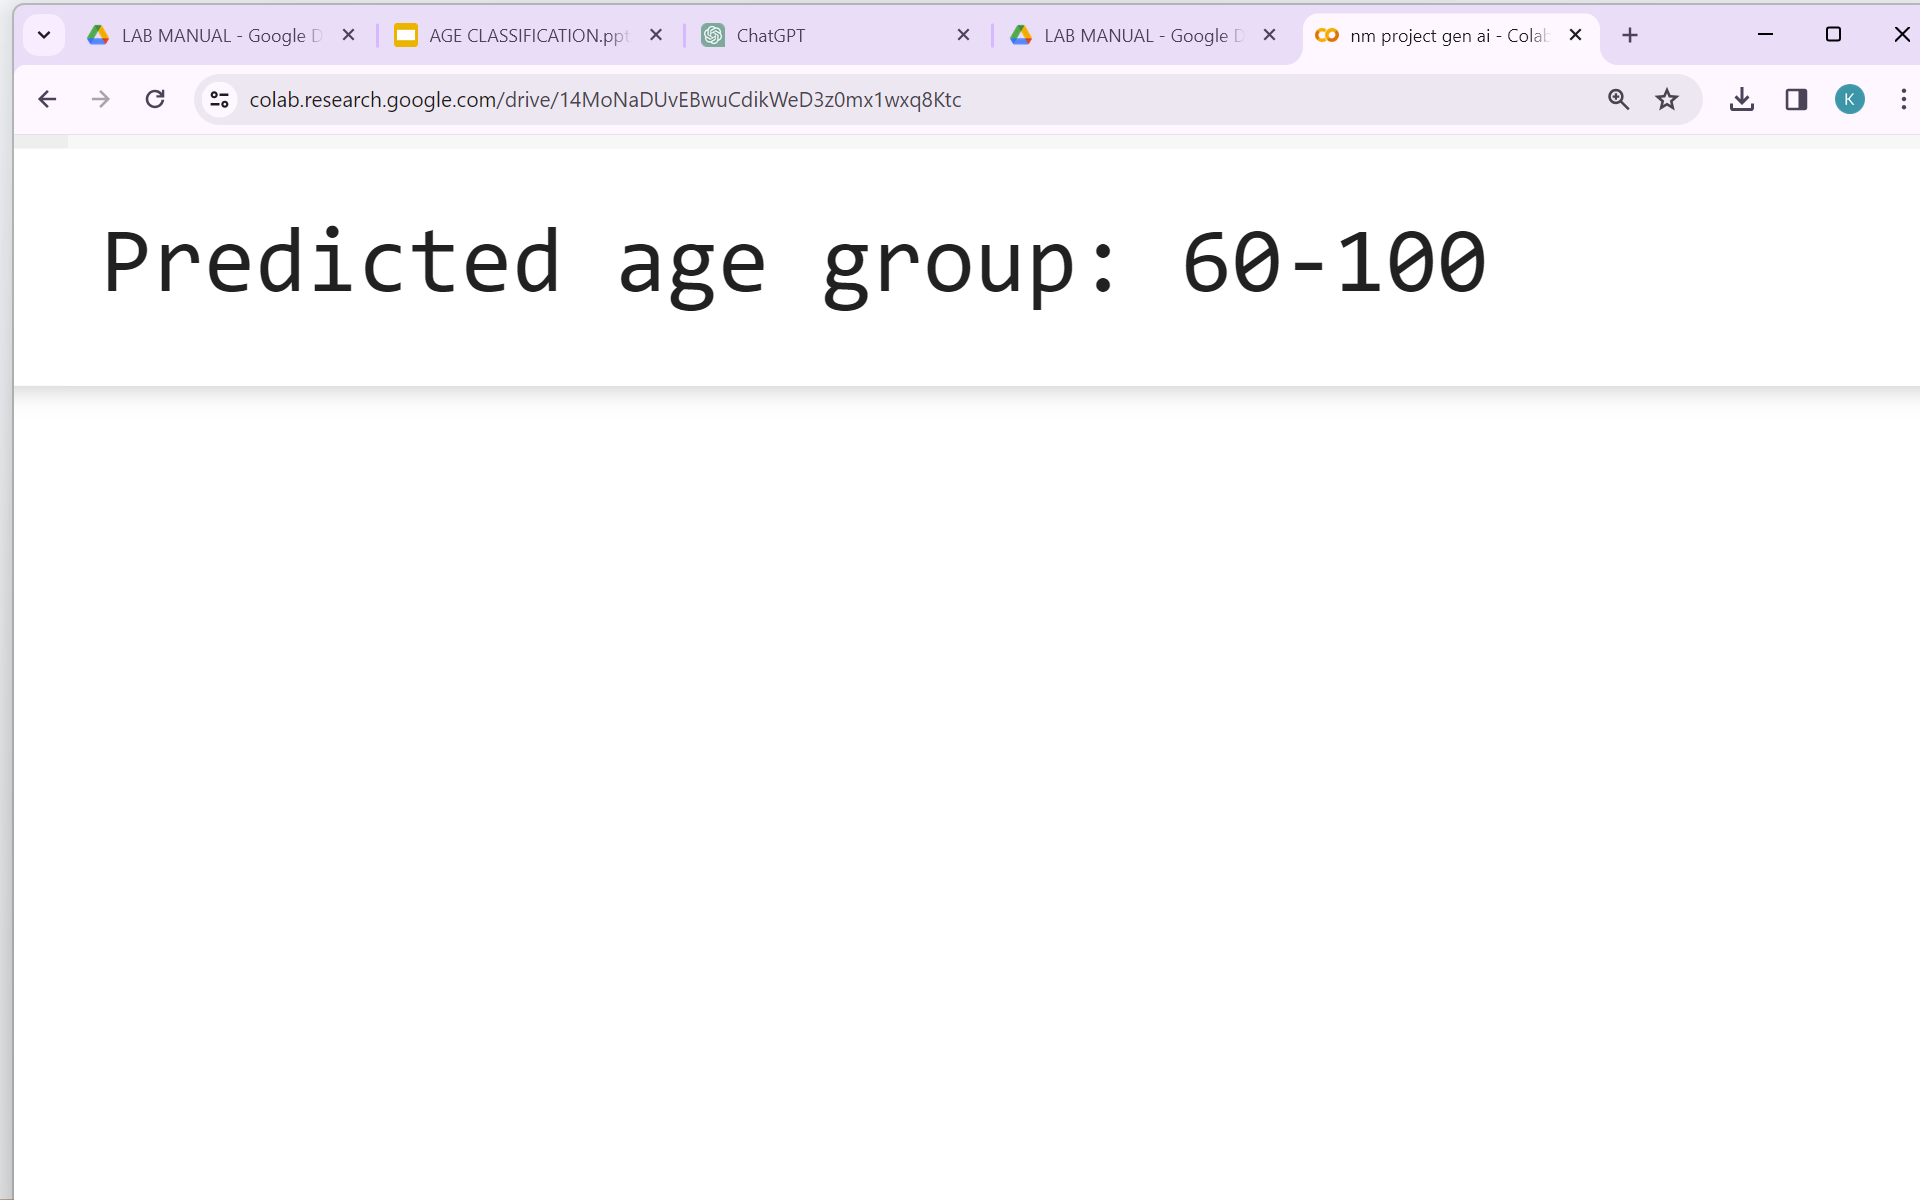 LAB MANUAL - Google D
AGE CLASSIFICATION.ppt
ChatGPT
LAB MANUAL - Google D
nm project gen ai - Colab
colab.research.google.com/drive/14MoNaDUvEBwuCdikWeD3z0mx1wxq8Ktc
K
Predicted age group: 60-100